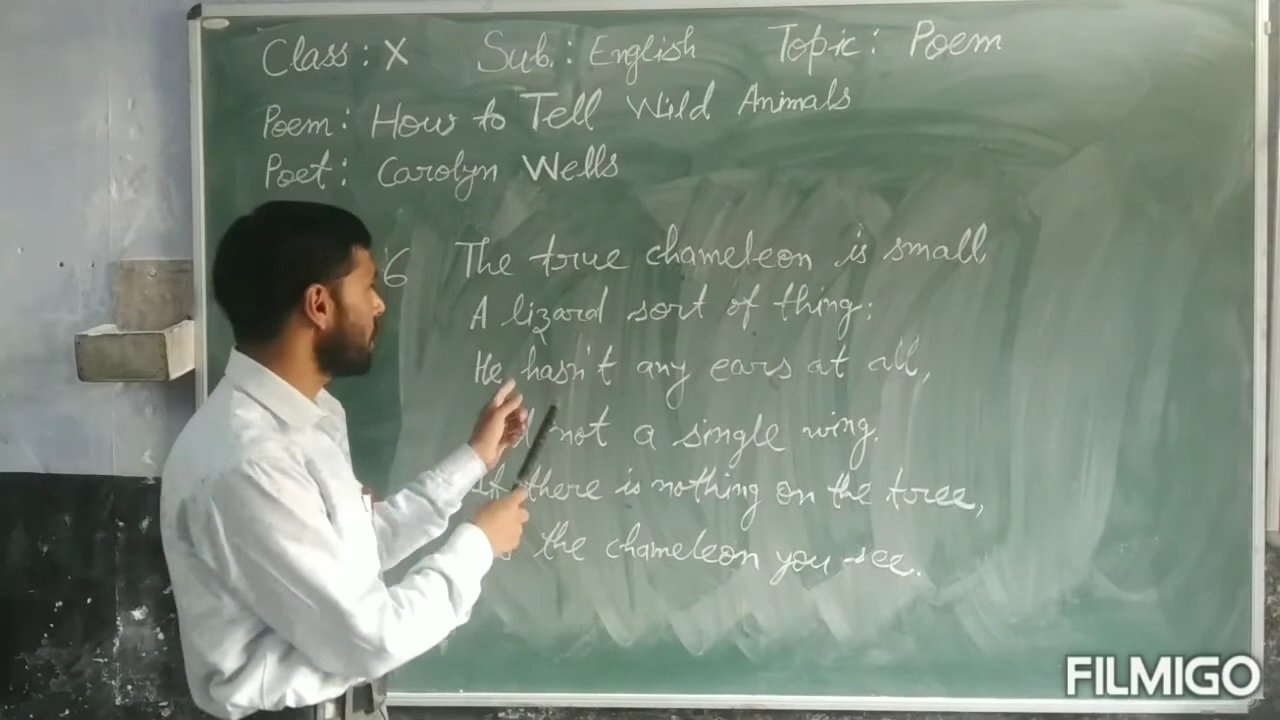 Class : X Sub. : English Topic : Poem
Poem : How to Tell Wild Animals
Poet : Carolyn Wells
6 The true chameleon is small,
A lizard sort of thing;
He hasn't any ears at all,
not a single wing.
If there is nothing on the tree,
the chameleon you see.
FILMIGO